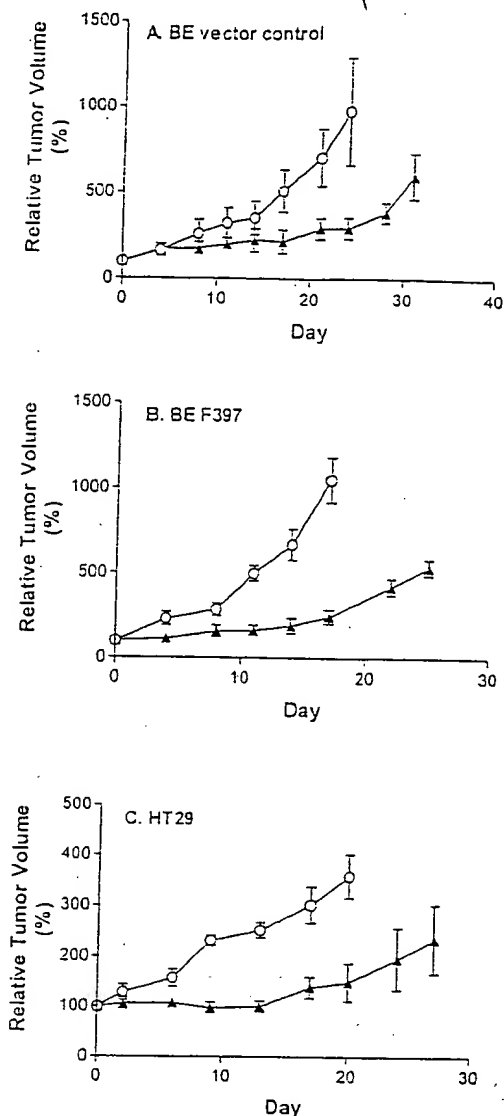 A. BE vector control
1500
1000
500
0
0 10 20 30 40
Relative Tumor Volume
(%)
Day
B. BE F397
1500
1000
500
0
0 10 20 30
Relative Tumor Volume
(%)
Day
C. HT29
500
400
300
200
100
0
0 10 20 30
Relative Tumor Volume
(%)
Day